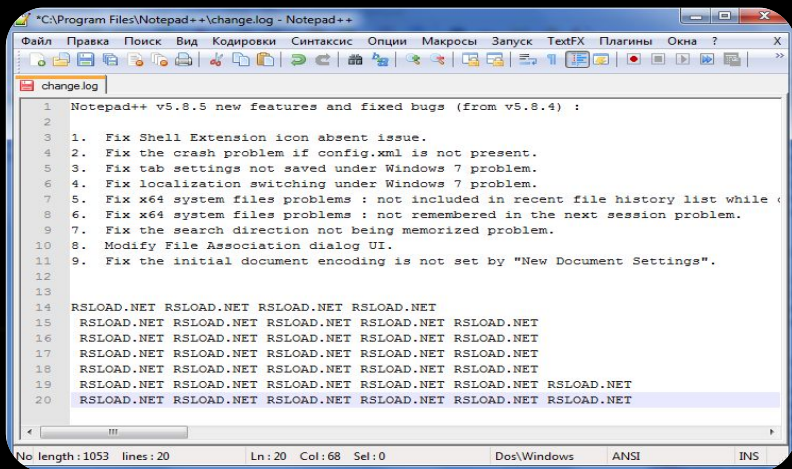 *C:\Program Files\Notepad++\change.log - Notepad++
Файл Правка Поиск Вид Кодировки Синтаксис Опции Макросы Запуск TextFX Плагины Окна ? X
change.log
1 Notepad++ v5.8.5 new features and fixed bugs (from v5.8.4) :
2
3 1. Fix Shell Extension icon absent issue.
4 2. Fix the crash problem if config.xml is not present.
5 3. Fix tab settings not saved under Windows 7 problem.
6 4. Fix localization switching under Windows 7 problem.
7 5. Fix x64 system files problems : not included in recent file history list while
8 6. Fix x64 system files problems : not remembered in the next session problem.
9 7. Fix the search direction not being memorized problem.
10 8. Modify File Association dialog UI.
11 9. Fix the initial document encoding is not set by "New Document Settings".
12
13
14 RSLOAD.NET RSLOAD.NET RSLOAD.NET RSLOAD.NET
15 RSLOAD.NET RSLOAD.NET RSLOAD.NET RSLOAD.NET RSLOAD.NET
16 RSLOAD.NET RSLOAD.NET RSLOAD.NET RSLOAD.NET RSLOAD.NET
17 RSLOAD.NET RSLOAD.NET RSLOAD.NET RSLOAD.NET RSLOAD.NET
18 RSLOAD.NET RSLOAD.NET RSLOAD.NET RSLOAD.NET RSLOAD.NET
19 RSLOAD.NET RSLOAD.NET RSLOAD.NET RSLOAD.NET RSLOAD.NET RSLOAD.NET
20 RSLOAD.NET RSLOAD.NET RSLOAD.NET RSLOAD.NET RSLOAD.NET RSLOAD.NET
No length : 1053 lines : 20 Ln : 20 Col : 68 Sel : 0 Dos\Windows ANSI INS